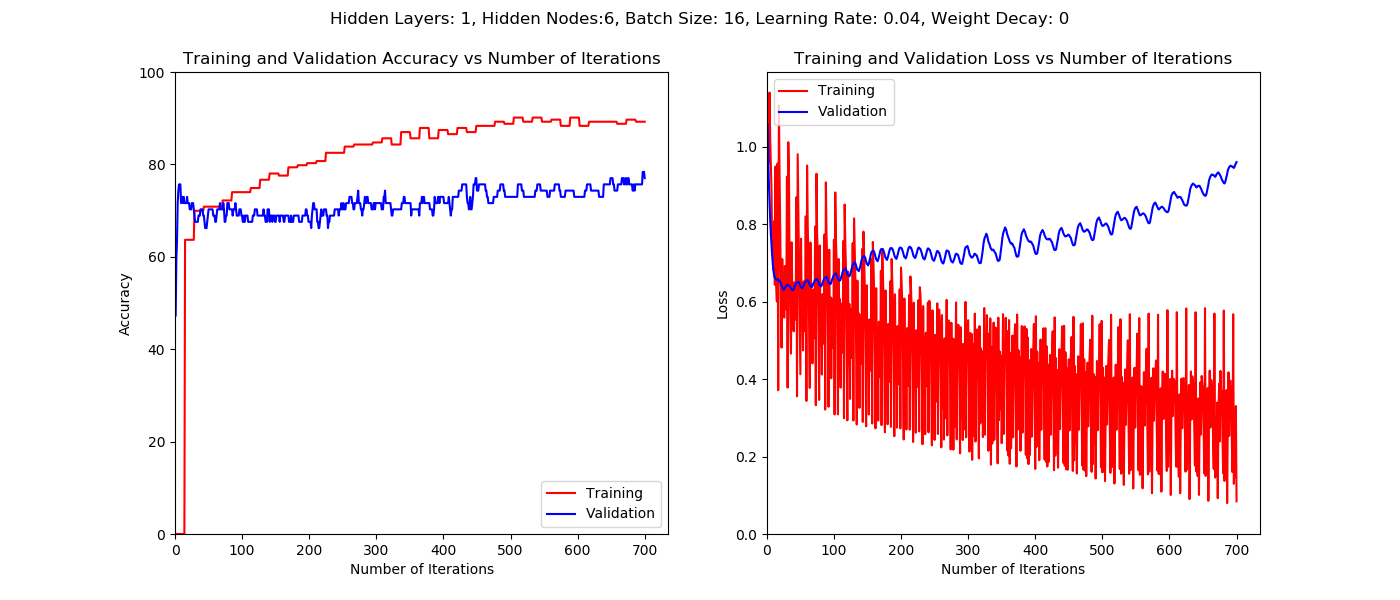 Hidden Layers: 1, Hidden Nodes:6, Batch Size: 16, Learning Rate: 0.04, Weight Decay: 0
Training and Validation Accuracy vs Number of Iterations
100
80
60
40
20
0
Accuracy
0 100 200 300 400 500 600 700
Number of Iterations
Training
Validation
Training and Validation Loss vs Number of Iterations
Training
Validation
1.0
0.8
0.6
0.4
0.2
0.0
Loss
0 100 200 300 400 500 600 700
Number of Iterations